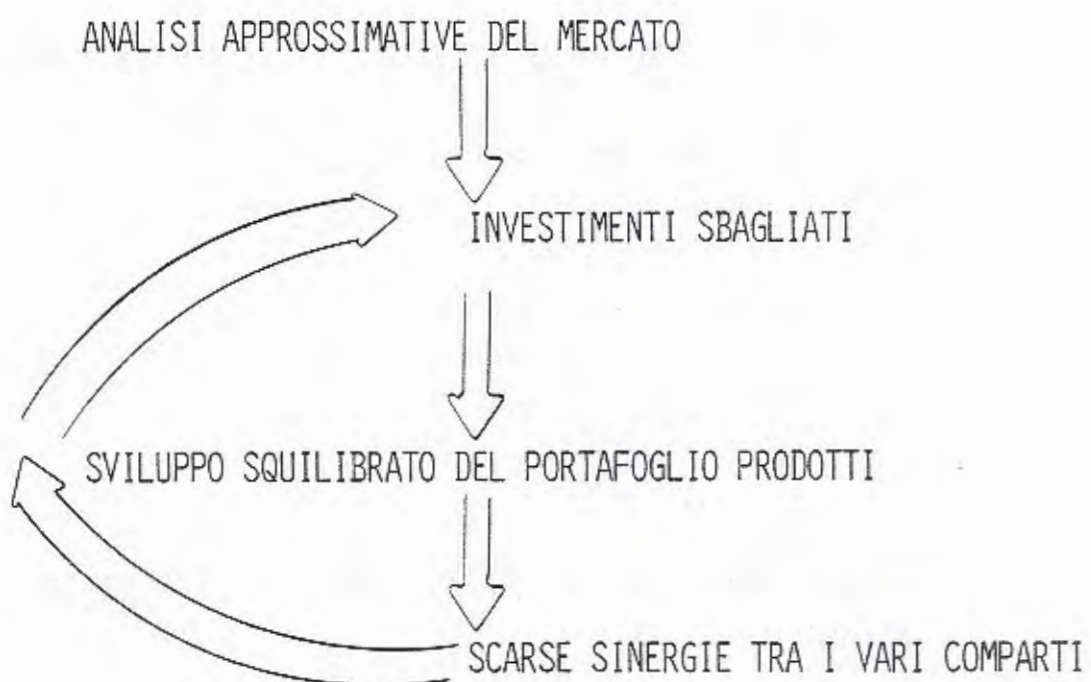 ANALISI APPROSSIMATIVE DEL MERCATO
INVESTIMENTI SBAGLIATI
SVILUPPO SQUILIBRATO DEL PORTAFOGLIO PRODOTTI
SCARSE SINERGIE TRA I VARI COMPARTI